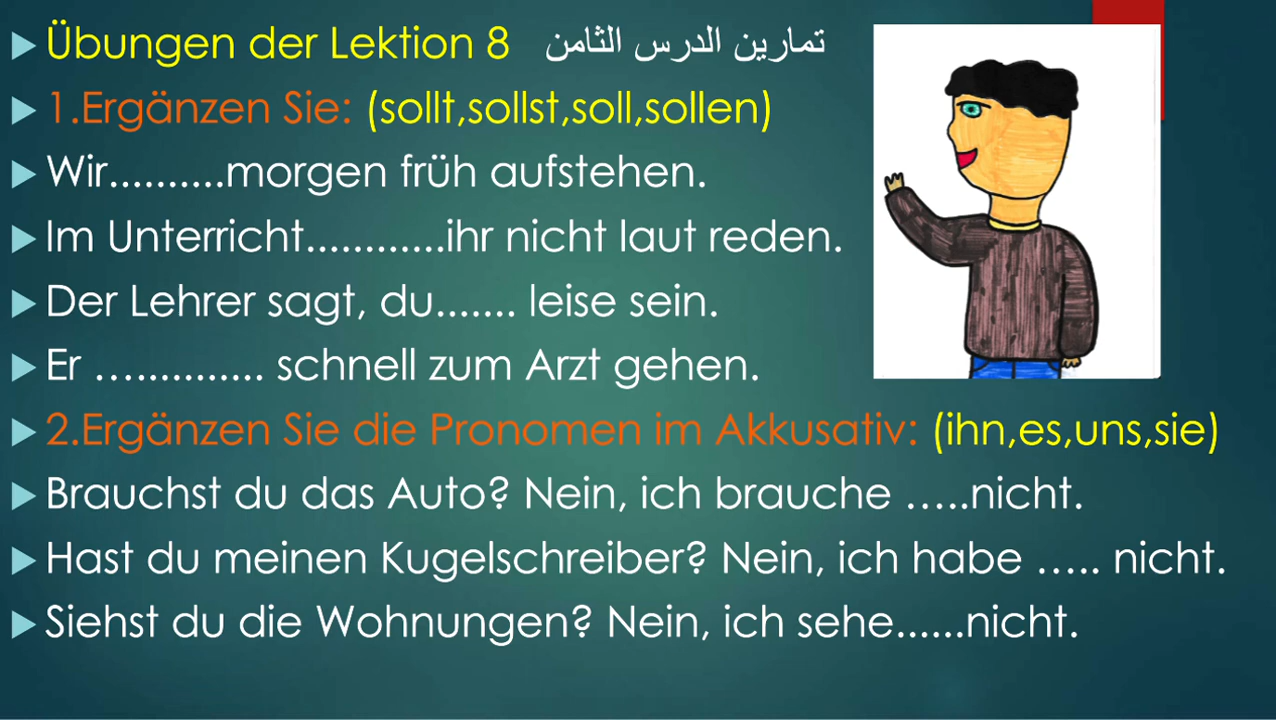 Übungen der Lektion 8 تمارين الدرس الثامن
1.Ergänzen Sie: (sollt,sollst,soll,sollen)
Wir..........morgen früh aufstehen.
Im Unterricht............ihr nicht laut reden.
Der Lehrer sagt, du....... leise sein.
Er …........... schnell zum Arzt gehen.
2.Ergänzen Sie die Pronomen im Akkusativ: (ihn,es,uns,sie)
Brauchst du das Auto? Nein, ich brauche …..nicht.
Hast du meinen Kugelschreiber? Nein, ich habe ….. nicht.
Siehst du die Wohnungen? Nein, ich sehe......nicht.